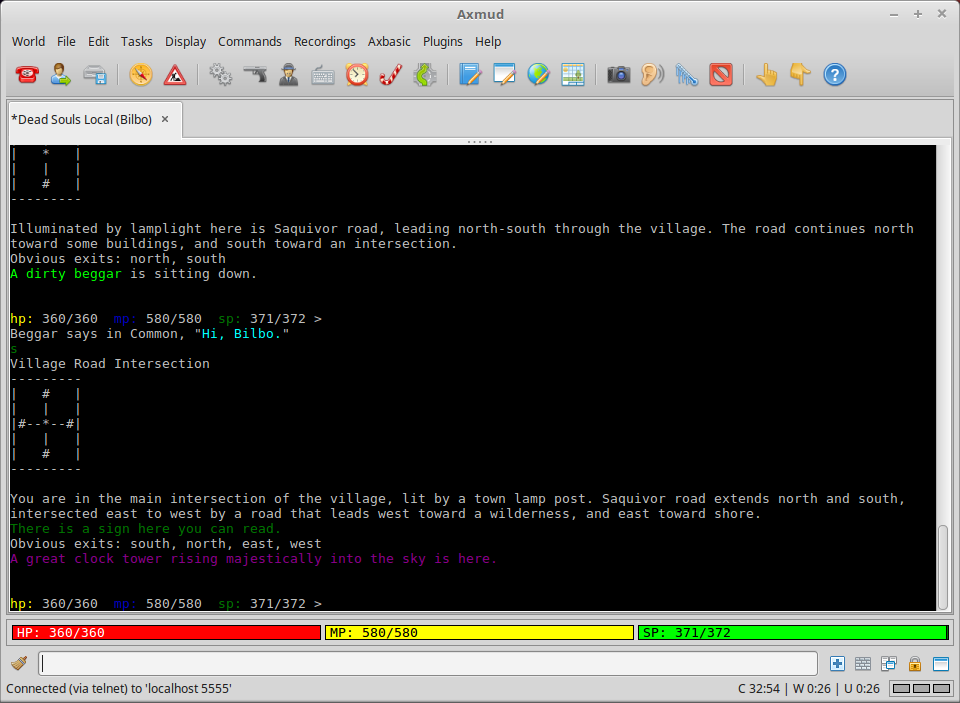 Axmud
World File Edit Tasks Display Commands Recordings Axbasic Plugins Help
*Dead Souls Local (Bilbo) ×
|   *   |
|   |   |
|   #   |
---------
Illuminated by lamplight here is Saquivor road, leading north-south through the village. The road continues north
toward some buildings, and south toward an intersection.
Obvious exits: north, south
A dirty beggar is sitting down.
hp: 360/360  mp: 580/580  sp: 371/372 >
Beggar says in Common, "Hi, Bilbo."
s
Village Road Intersection
---------
|   #   |
|   |   |
|#--*--#|
|   |   |
|   #   |
---------
You are in the main intersection of the village, lit by a town lamp post. Saquivor road extends north and south,
intersected east to west by a road that leads west toward a wilderness, and east toward shore.
There is a sign here you can read.
Obvious exits: south, north, east, west
A great clock tower rising majestically into the sky is here.
hp: 360/360  mp: 580/580  sp: 371/372 >
HP: 360/360 MP: 580/580 SP: 371/372
Connected (via telnet) to 'localhost 5555' C 32:54 | W 0:26 | U 0:26